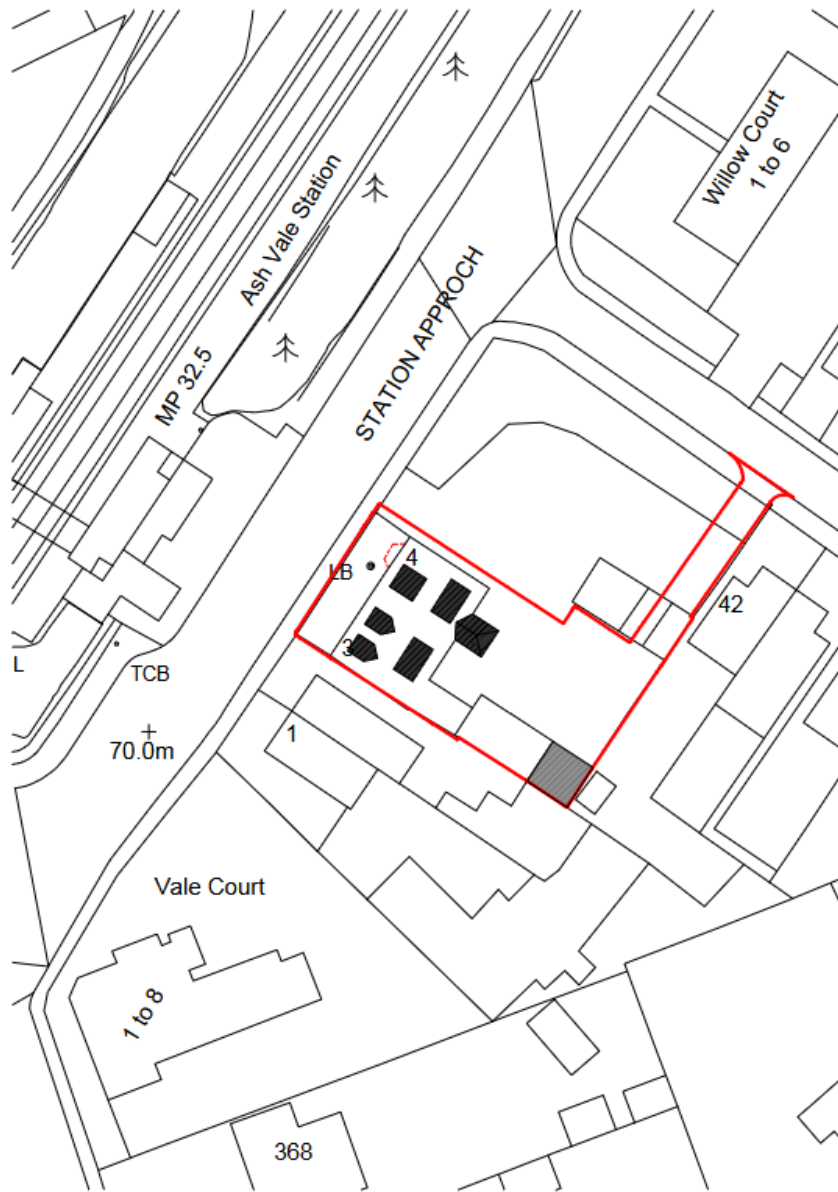 Willow Court
1 to 6
Ash Vale Station
STATION APPROCH
MP 32.5
4
LB
42
3
L
TCB
1
70.0m
Vale Court
1 to 8
368